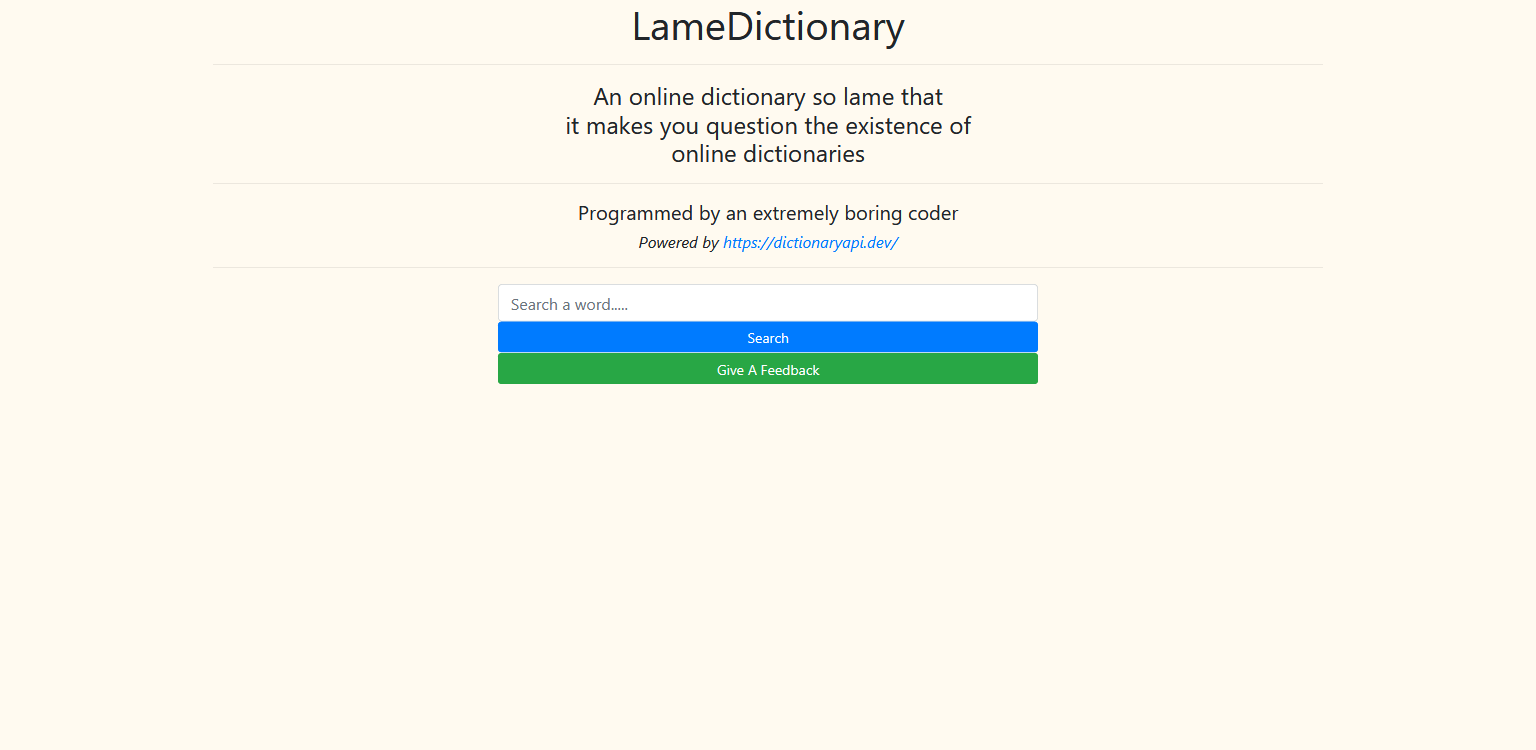 LameDictionary
An online dictionary so lame that
it makes you question the existence of
online dictionaries
Programmed by an extremely boring coder
Powered by https://dictionaryapi.dev/
Search a word.....
Search
Give A Feedback